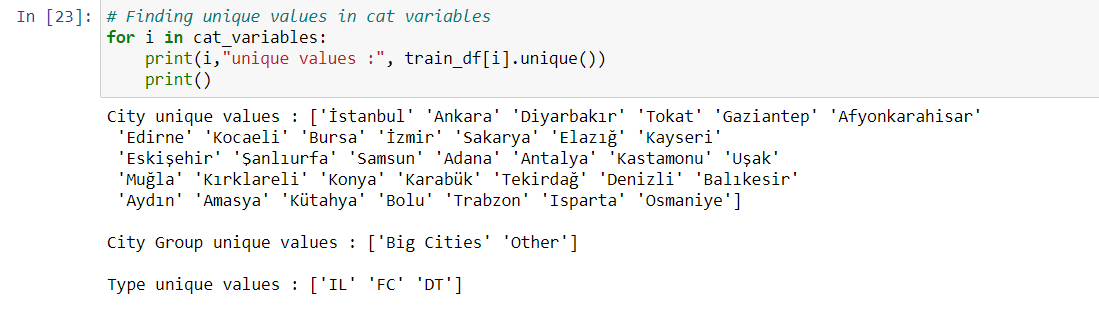 In [23]: # Finding unique values in cat variables
for i in cat_variables:
    print(i,"unique values :", train_df[i].unique())
    print()
City unique values : ['İstanbul' 'Ankara' 'Diyarbakır' 'Tokat' 'Gaziantep' 'Afyonkarahisar'
 'Edirne' 'Kocaeli' 'Bursa' 'İzmir' 'Sakarya' 'Elazığ' 'Kayseri'
 'Eskişehir' 'Şanlıurfa' 'Samsun' 'Adana' 'Antalya' 'Kastamonu' 'Uşak'
 'Muğla' 'Kırklareli' 'Konya' 'Karabük' 'Tekirdağ' 'Denizli' 'Balıkesir'
 'Aydın' 'Amasya' 'Kütahya' 'Bolu' 'Trabzon' 'Isparta' 'Osmaniye']
City Group unique values : ['Big Cities' 'Other']
Type unique values : ['IL' 'FC' 'DT']